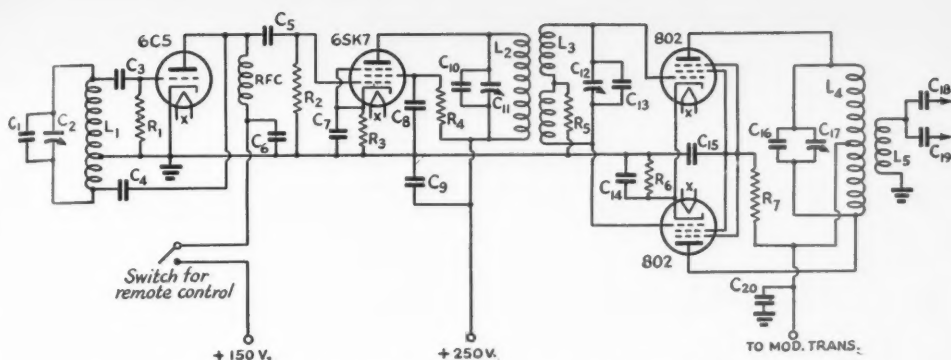 6C5
C5
6SK7
802
C1
C2
C3
L1
R1
C4
RFC
C6
R2
C7
R3
C8
C9
R4
C10
C11
L2
L3
C12
C13
R5
C14
R6
C15
802
R7
C16
C17
L4
L5
C18
C19
C20
Switch for
remote control
+150 V.
+250 V.
TO MOD. TRANS.
X
X
X
X